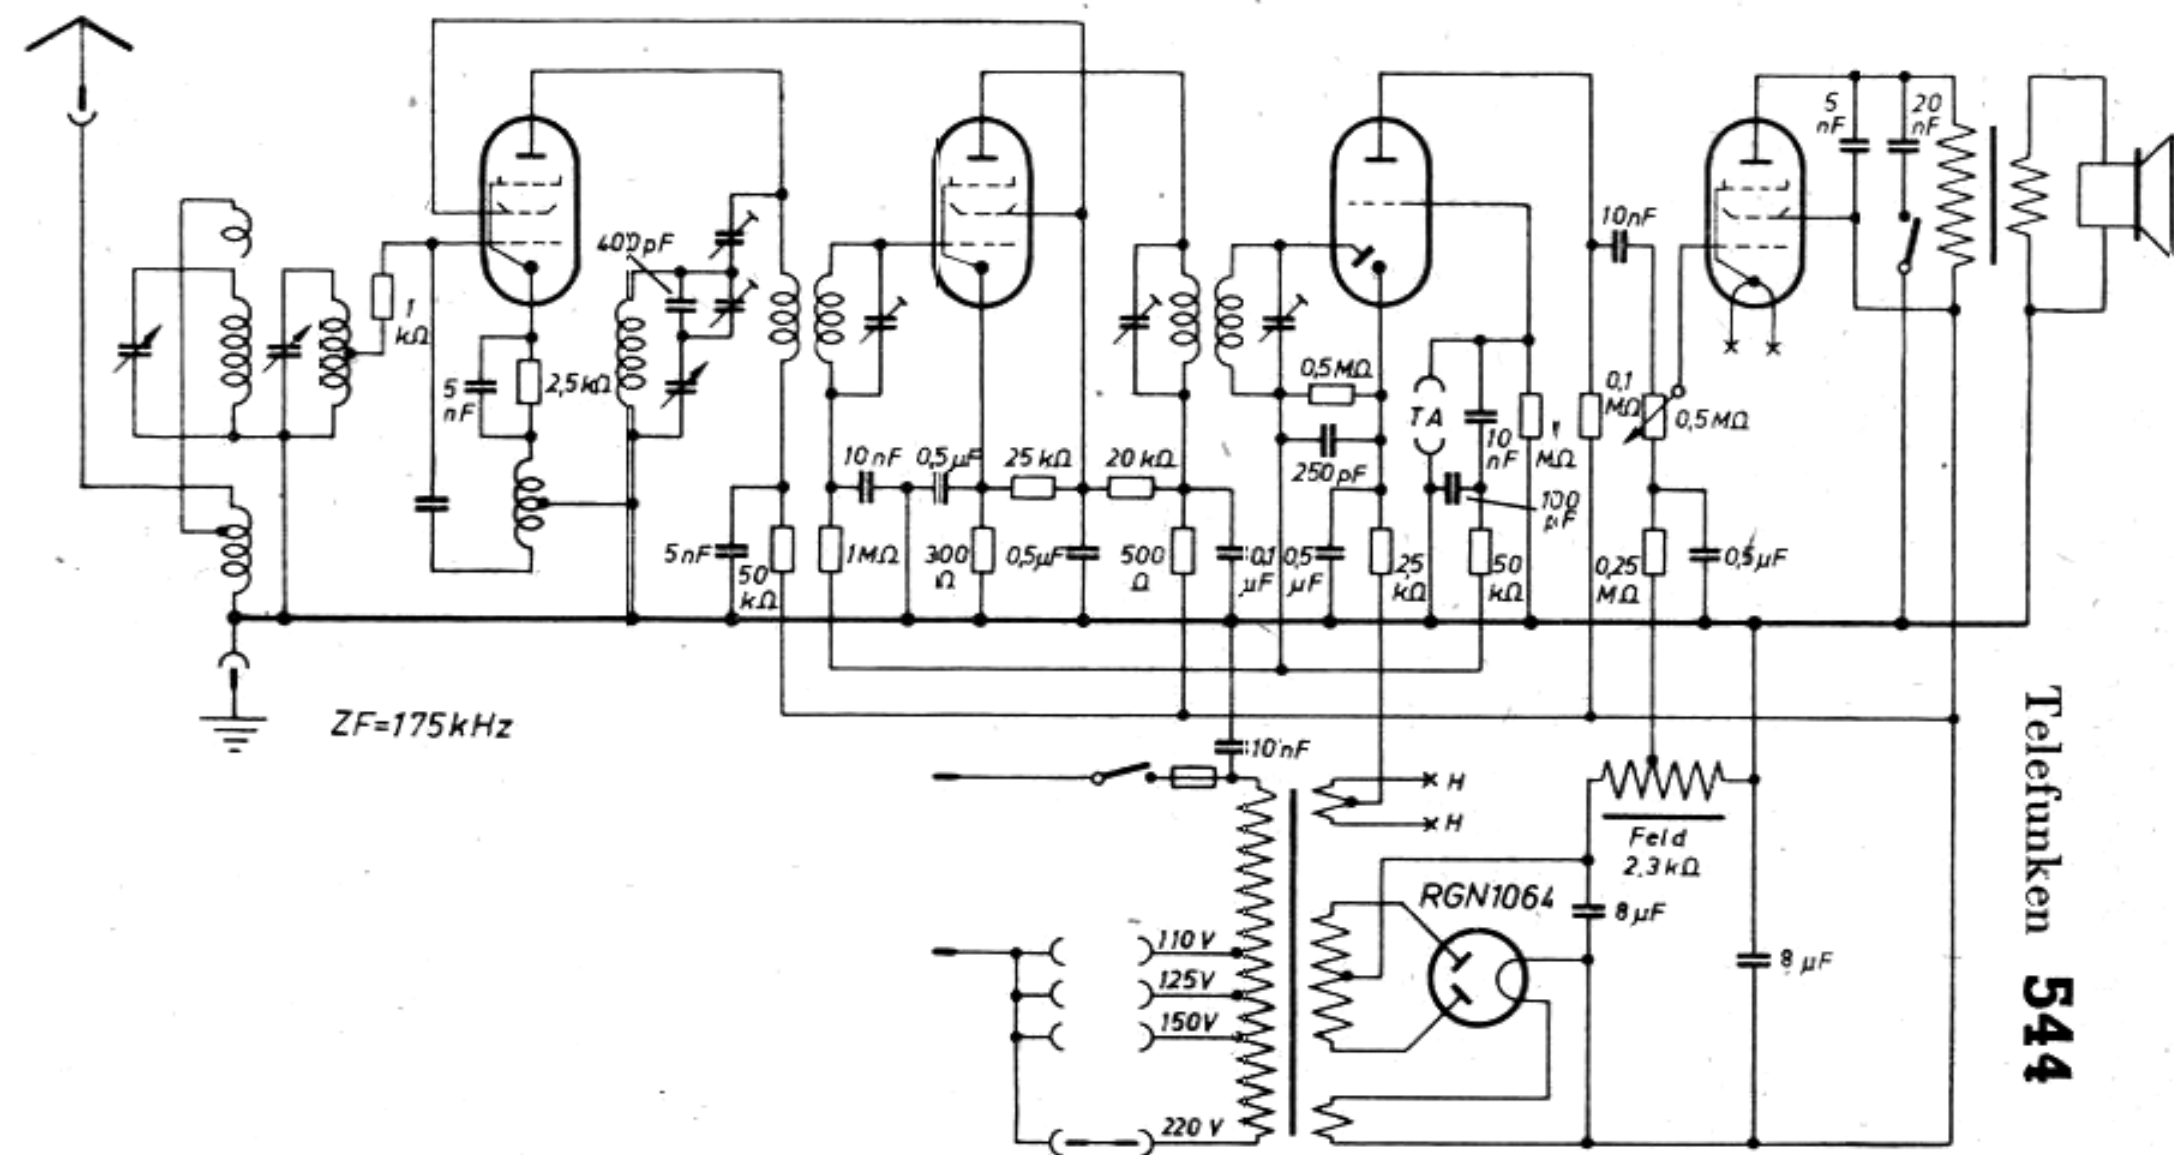 5
nF
20
nF
400pF
10nF
1
kΩ
5
nF
2,5kΩ
0,5MΩ
TA
10
nF
MΩ
0,1
MΩ
0,5MΩ
10nF
0,5µF
25kΩ
20kΩ
250pF
100
pF
5nF
50
kΩ
1MΩ
300
Ω
0,5µF
500
Ω
0,1
µF
0,5
µF
25
kΩ
50
kΩ
0,25
MΩ
0,5µF
ZF=175kHz
10nF
H
H
Feld
2,3kΩ
RGN1064
8µF
8µF
110V
125V
150V
220V
Telefunken 544